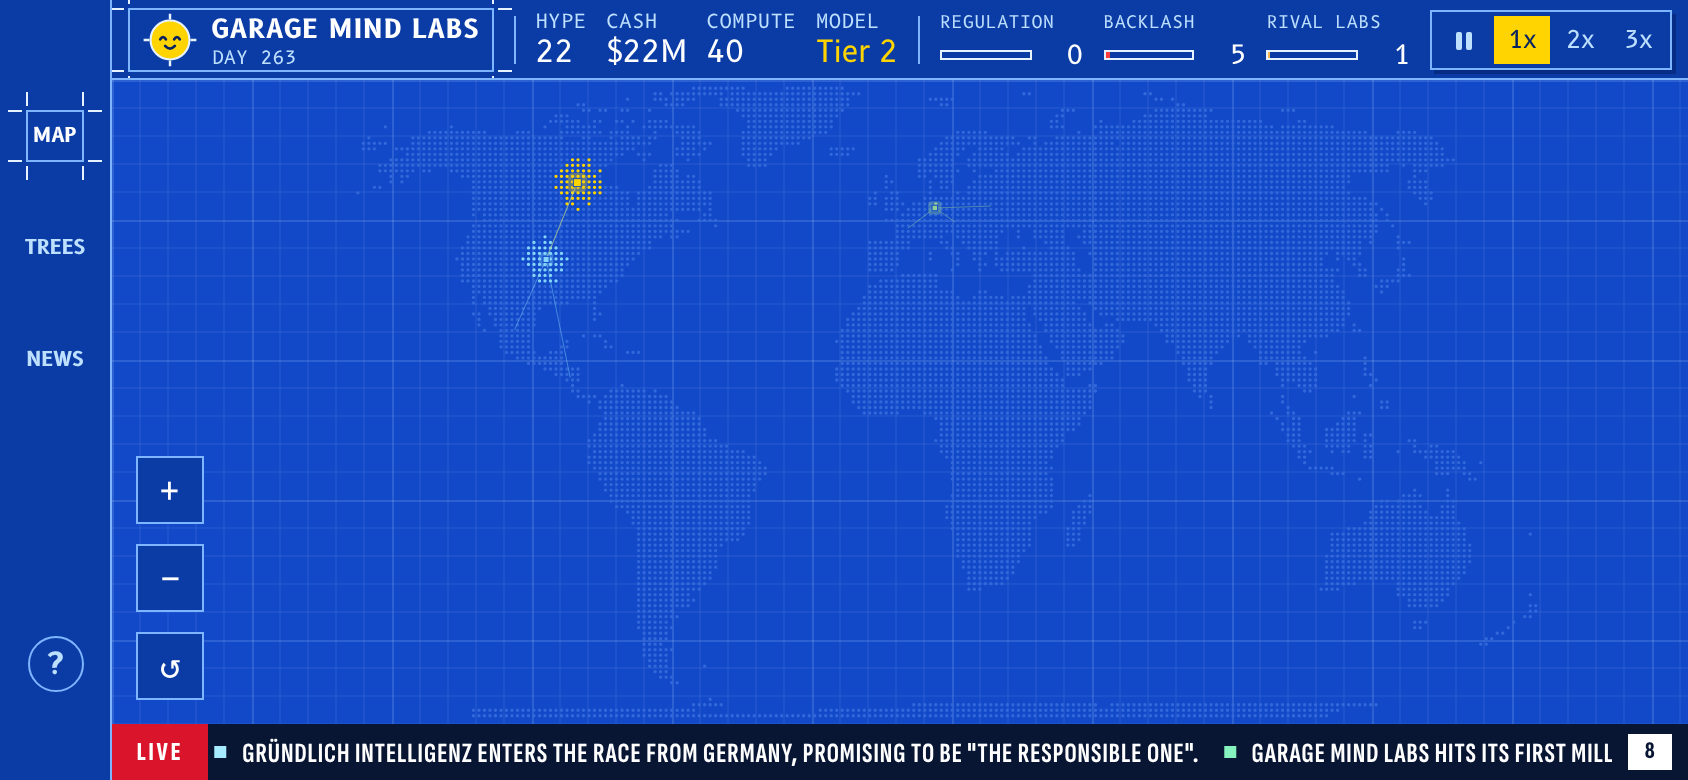 GARAGE MIND LABS
DAY 263
HYPE
22
CASH
$22M
COMPUTE
40
MODEL
Tier 2
REGULATION
0
BACKLASH
5
RIVAL LABS
1
1x
2x
3x
MAP
TREES
NEWS
+
−
↺
?
LIVE
GRÜNDLICH INTELLIGENZ ENTERS THE RACE FROM GERMANY, PROMISING TO BE "THE RESPONSIBLE ONE".
GARAGE MIND LABS HITS ITS FIRST MILL
8